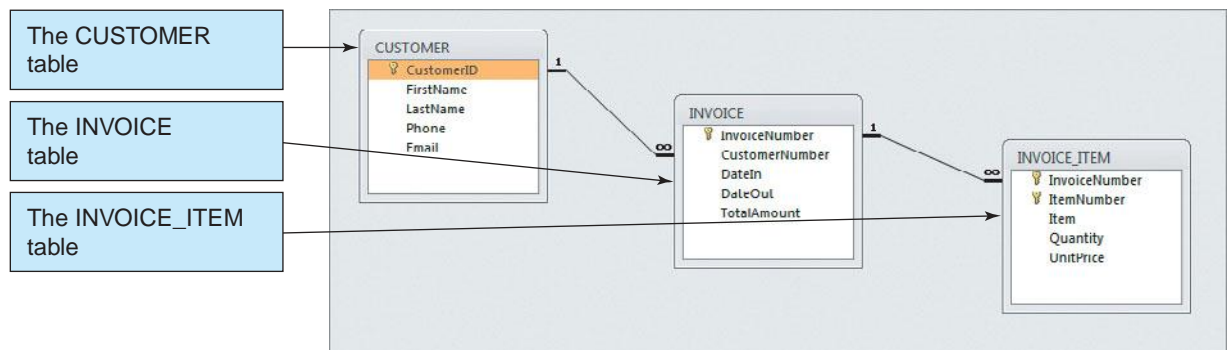 The CUSTOMER
table
The INVOICE
table
The INVOICE_ITEM
table
CUSTOMER
CustomerID
FirstName
LastName
Phone
Email
1
∞
INVOICE
InvoiceNumber
CustomerNumber
DateIn
DateOut
TotalAmount
1
∞
INVOICE_ITEM
InvoiceNumber
ItemNumber
Item
Quantity
UnitPrice